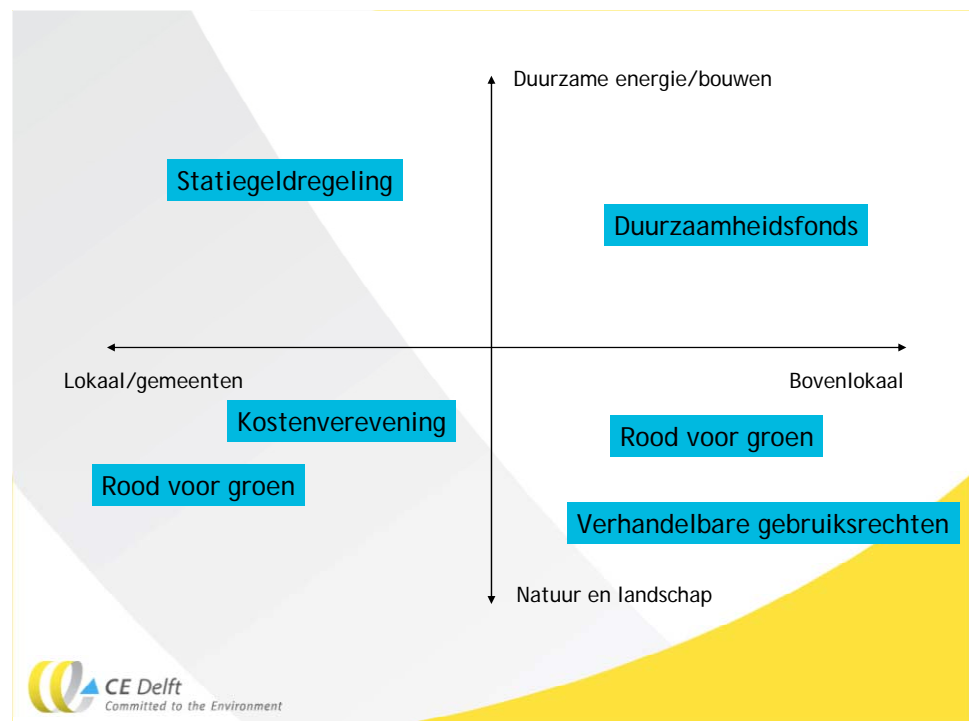 Duurzame energie/bouwen
Statiegeldregeling
Duurzaamheidsfonds
Lokaal/gemeenten
Bovenlokaal
Kostenverevening
Rood voor groen
Rood voor groen
Verhandelbare gebruiksrechten
Natuur en landschap
CE Delft
Committed to the Environment